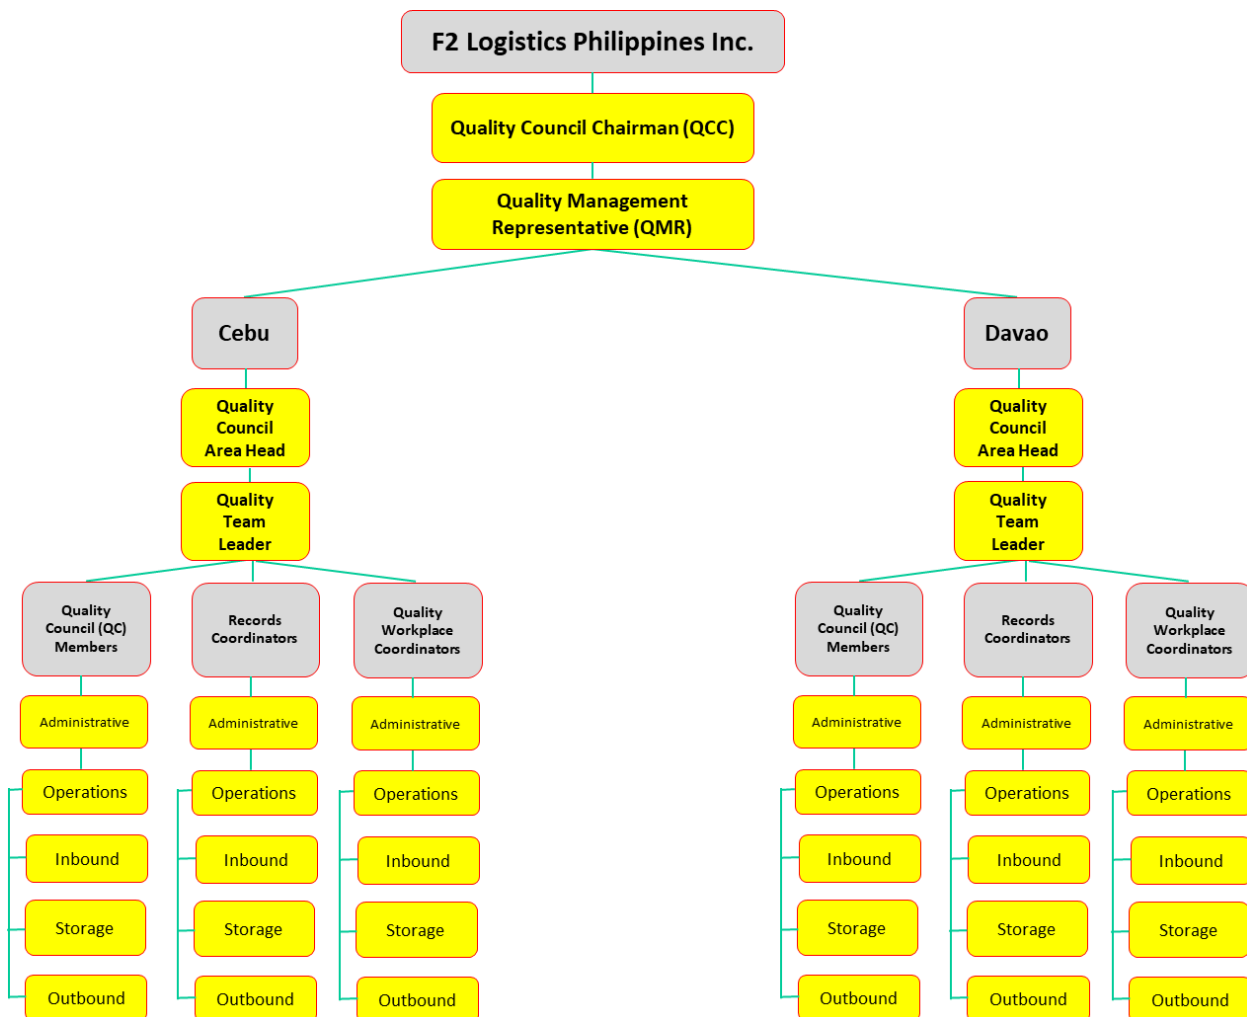 F2 Logistics Philippines Inc.
Quality Council Chairman (QCC)
Quality Management
Representative (QMR)
Cebu
Quality
Council
Area Head
Quality
Team
Leader
Quality
Council (QC)
Members
Records
Coordinators
Quality
Workplace
Coordinators
Administrative
Administrative
Administrative
Operations
Operations
Operations
Inbound
Inbound
Inbound
Storage
Storage
Storage
Outbound
Outbound
Outbound
Davao
Quality
Council
Area Head
Quality
Team
Leader
Quality
Council (QC)
Members
Records
Coordinators
Quality
Workplace
Coordinators
Administrative
Administrative
Administrative
Operations
Operations
Operations
Inbound
Inbound
Inbound
Storage
Storage
Storage
Outbound
Outbound
Outbound